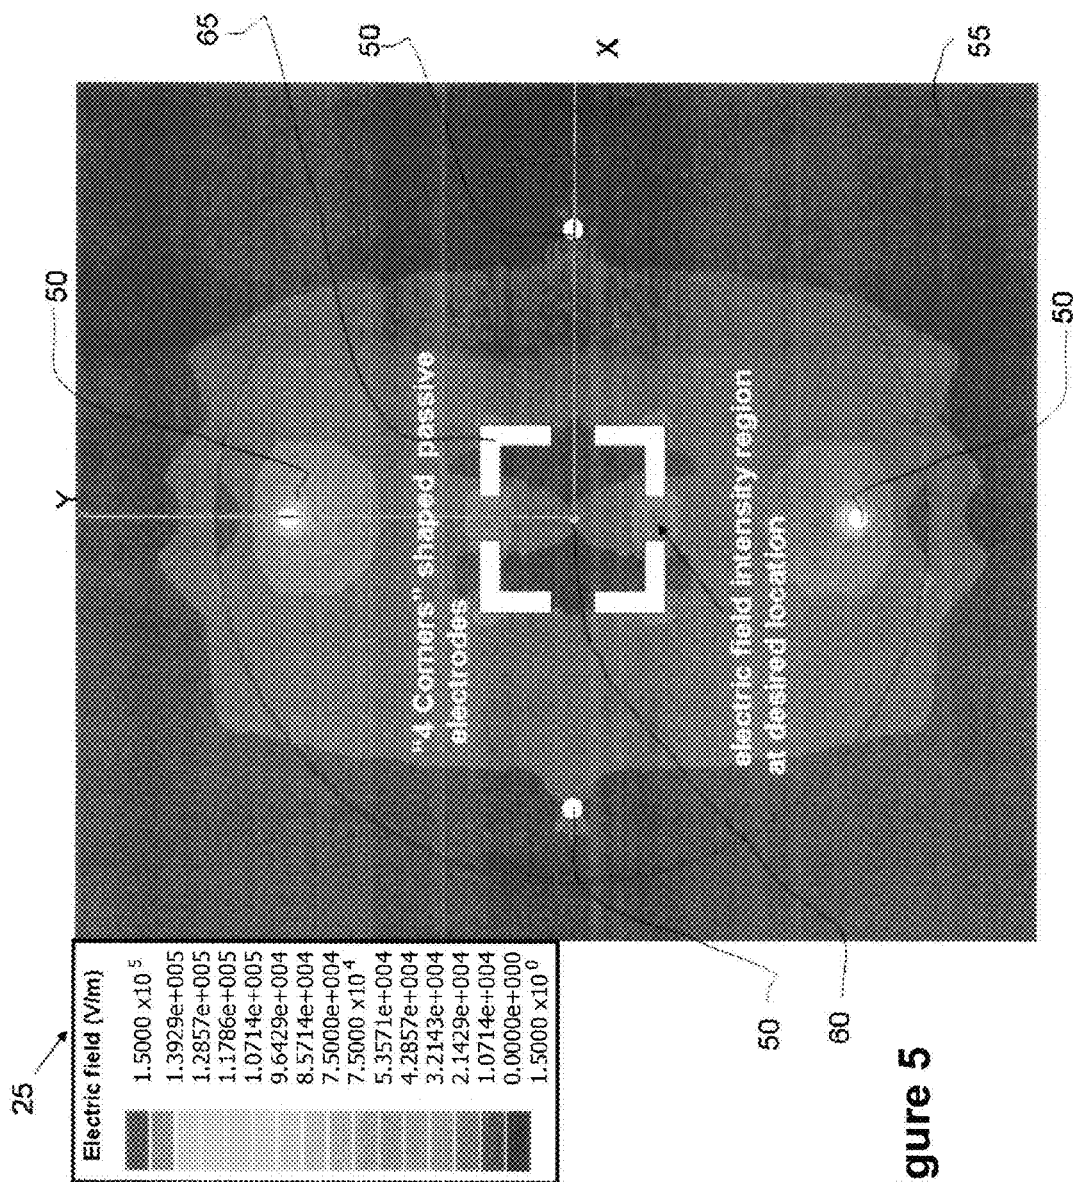 25
Electric field (V/m)
1.5000 x10 5
1.3929e+005
1.2857e+005
1.1786e+005
1.0714e+005
9.6429e+004
8.5714e+004
7.5000e+004
7.5000 x10 4
5.3571e+004
4.2857e+004
3.2143e+004
2.1429e+004
1.0714e+004
0.0000e+000
1.5000 x10 0
65
50
50
Y
X
"4 Corners" shaped passive
electrodes
electric field intensity region
at desired location
55
50
50
60
gure 5